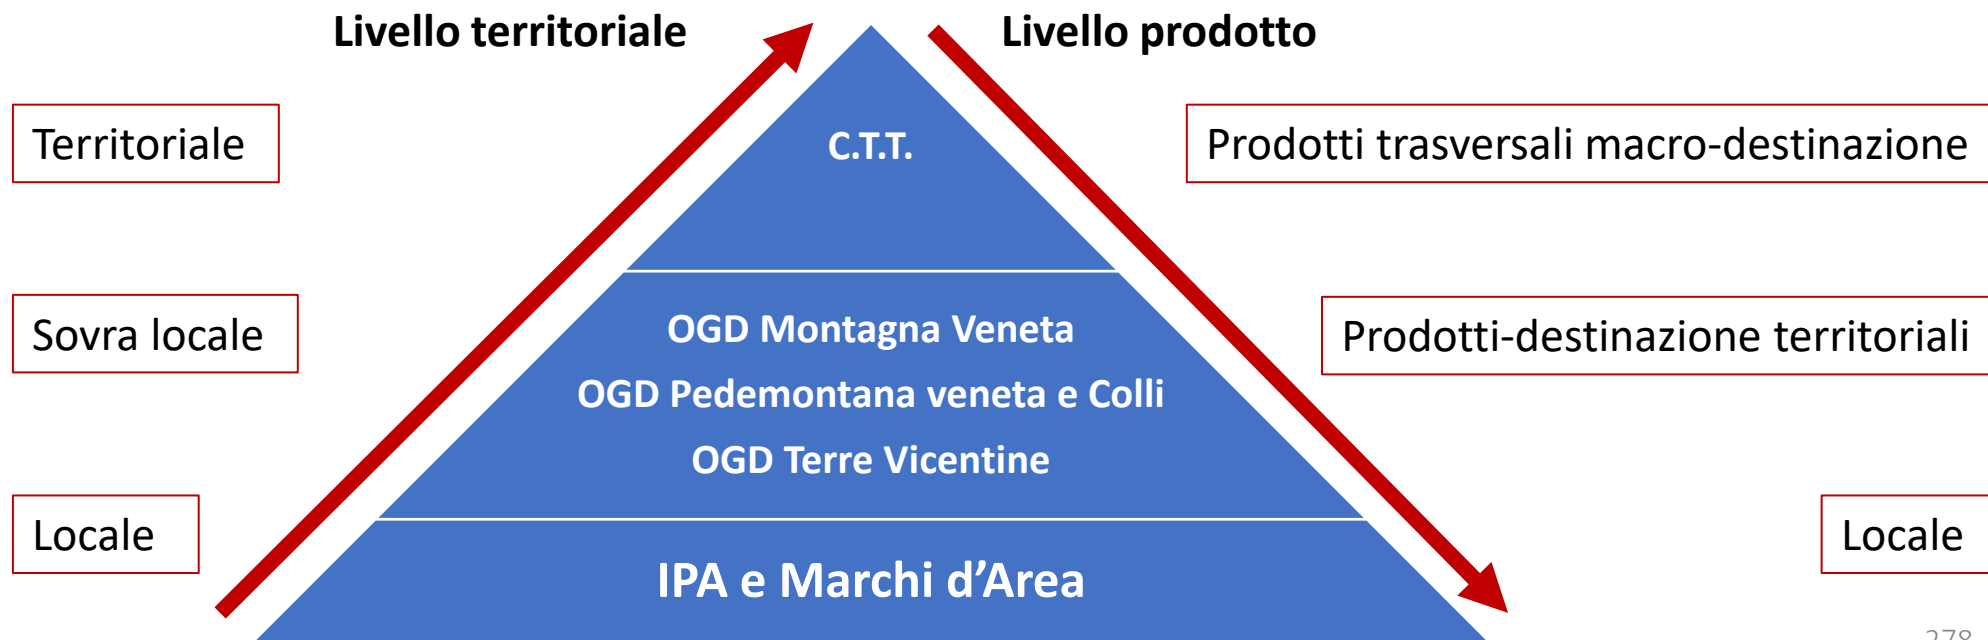 Livello territoriale
Livello prodotto
Territoriale
C.T.T.
Prodotti trasversali macro-destinazione
Sovra locale
OGD Montagna Veneta
OGD Pedemontana veneta e Colli
OGD Terre Vicentine
Prodotti-destinazione territoriali
Locale
IPA e Marchi d’Area
Locale
278